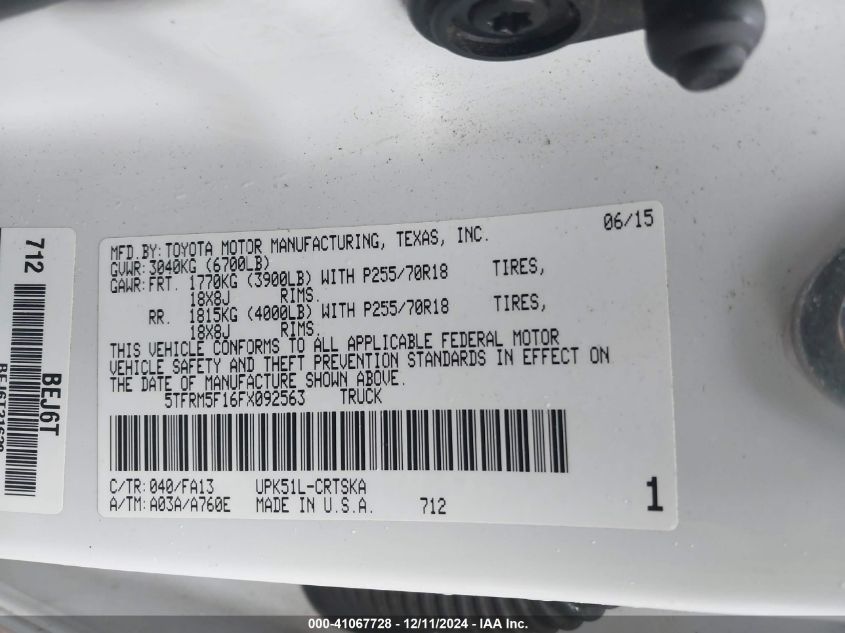 06/15
MFD.BY: TOYOTA MOTOR MANUFACTURING, TEXAS, INC.
GVWR: 3040KG (6700LB)
GAWR: FRT. 1770KG (3900LB) WITH P255/70R18 TIRES,
18X8J RIMS.
RR. 1815KG (4000LB) WITH P255/70R18 TIRES,
18X8J RIMS.
THIS VEHICLE CONFORMS TO ALL APPLICABLE FEDERAL MOTOR
VEHICLE SAFETY AND THEFT PREVENTION STANDARDS IN EFFECT ON
THE DATE OF MANUFACTURE SHOWN ABOVE.
5TFRM5F16FX092563 TRUCK
C/TR: 040/FA13 UPK51L-CRTSKA
A/TM: A03A/A760E MADE IN U.S.A. 712
1
712
BEJ6T
000-41067728 - 12/11/2024 - IAA Inc.